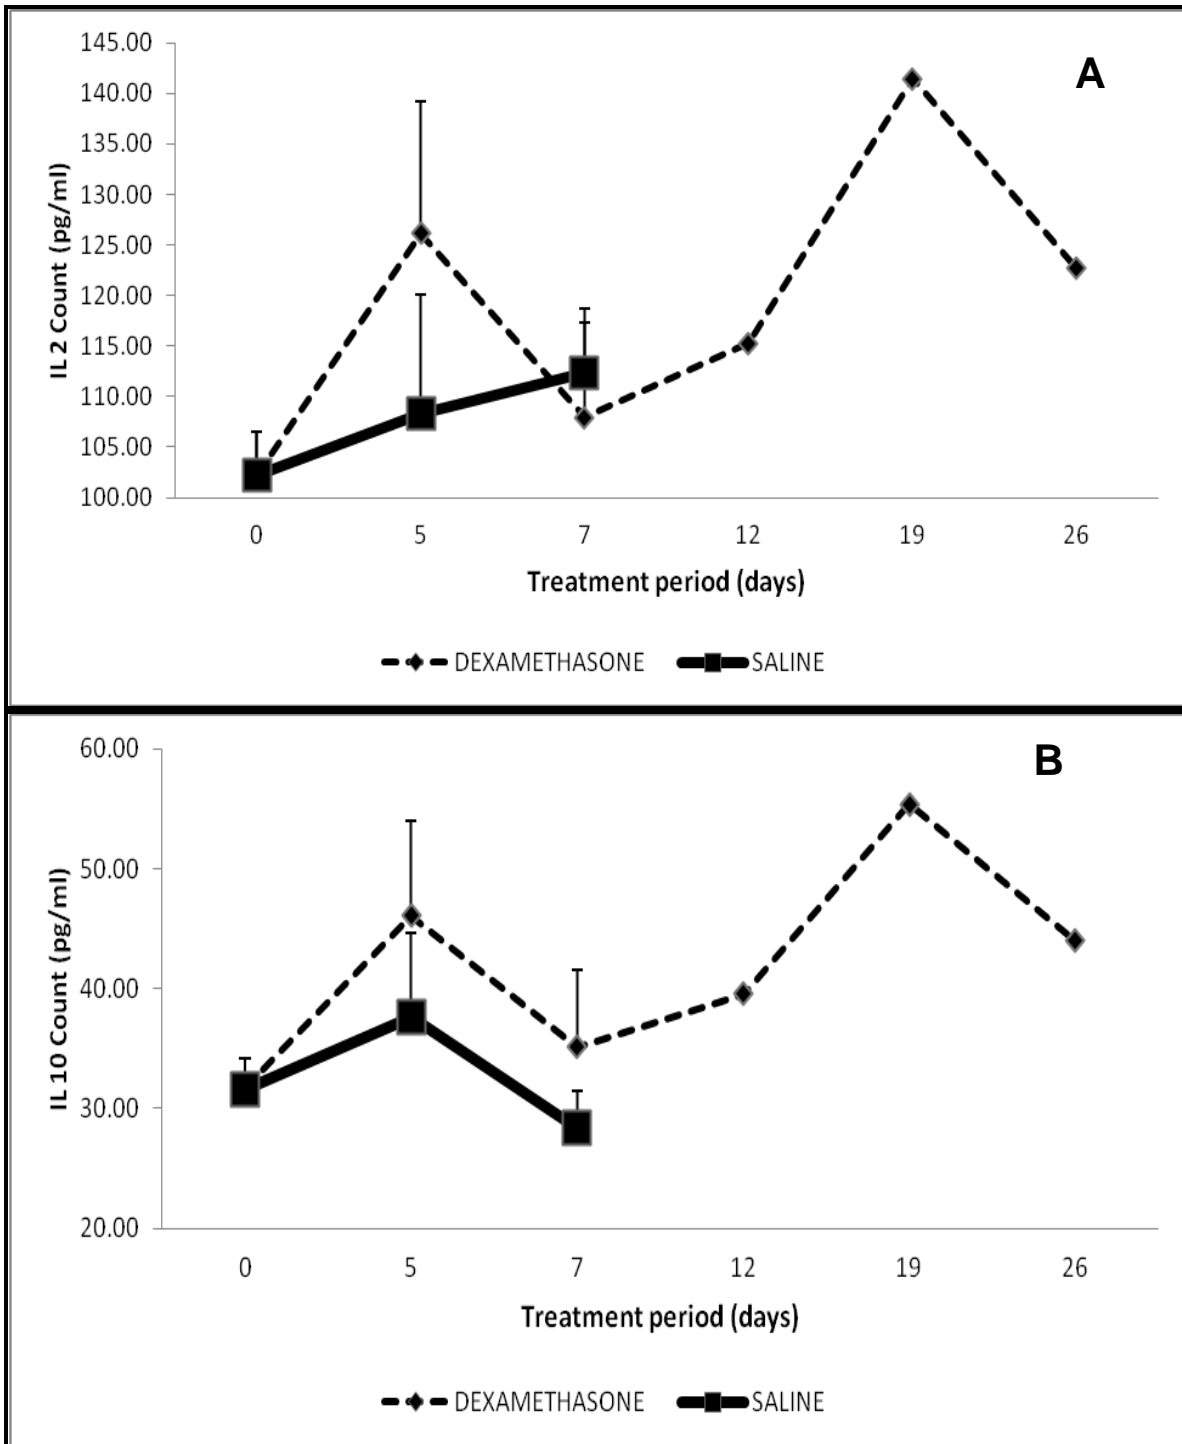 A
145.00
140.00
135.00
130.00
125.00
120.00
115.00
110.00
105.00
100.00
IL 2 Count (pg/ml)
0 5 7 12 19 26
Treatment period (days)
DEXAMETHASONE SALINE
B
60.00
50.00
40.00
30.00
20.00
IL 10 Count (pg/ml)
0 5 7 12 19 26
Treatment period (days)
DEXAMETHASONE SALINE